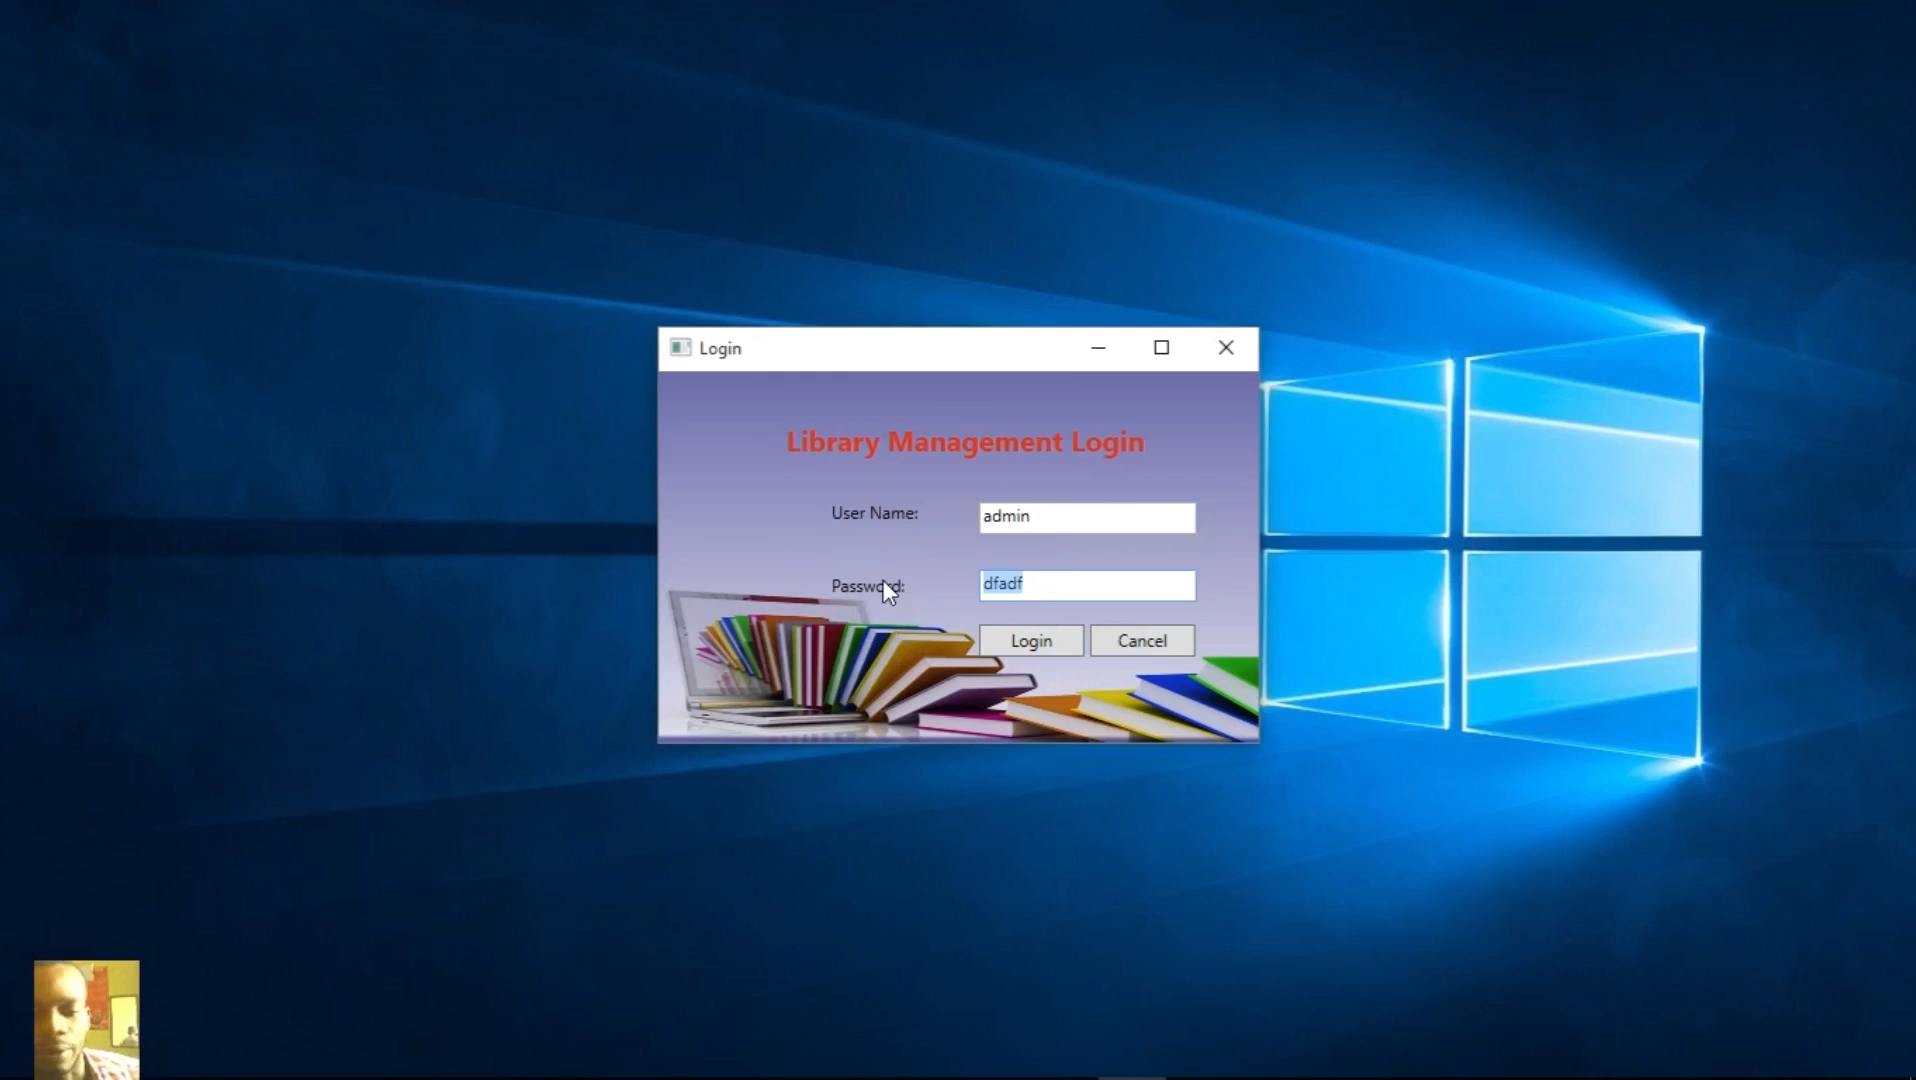 Login
Library Management Login
User Name:
admin
Password:
dfadf
Login
Cancel